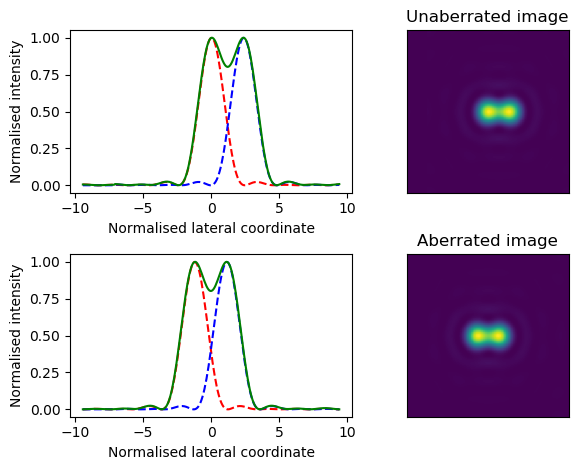 Unaberrated image
Normalised intensity
1.00
0.75
0.50
0.25
0.00
−10 −5 0 5 10
Normalised lateral coordinate
Aberrated image
Normalised intensity
1.00
0.75
0.50
0.25
0.00
−10 −5 0 5 10
Normalised lateral coordinate